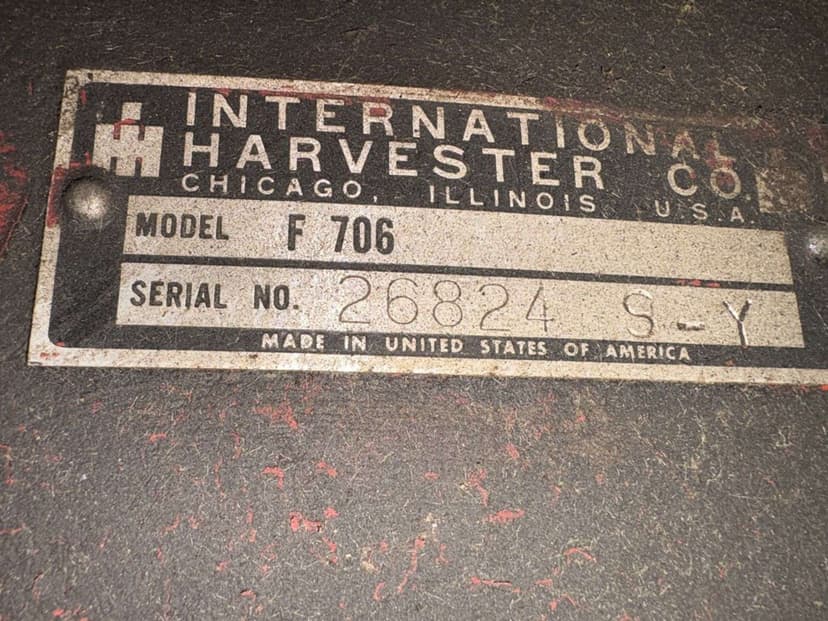 INTERNATIONAL
HARVESTER CO.
CHICAGO, ILLINOIS U.S.A.
MODEL F 706
SERIAL NO. 26824 S-Y
MADE IN UNITED STATES OF AMERICA